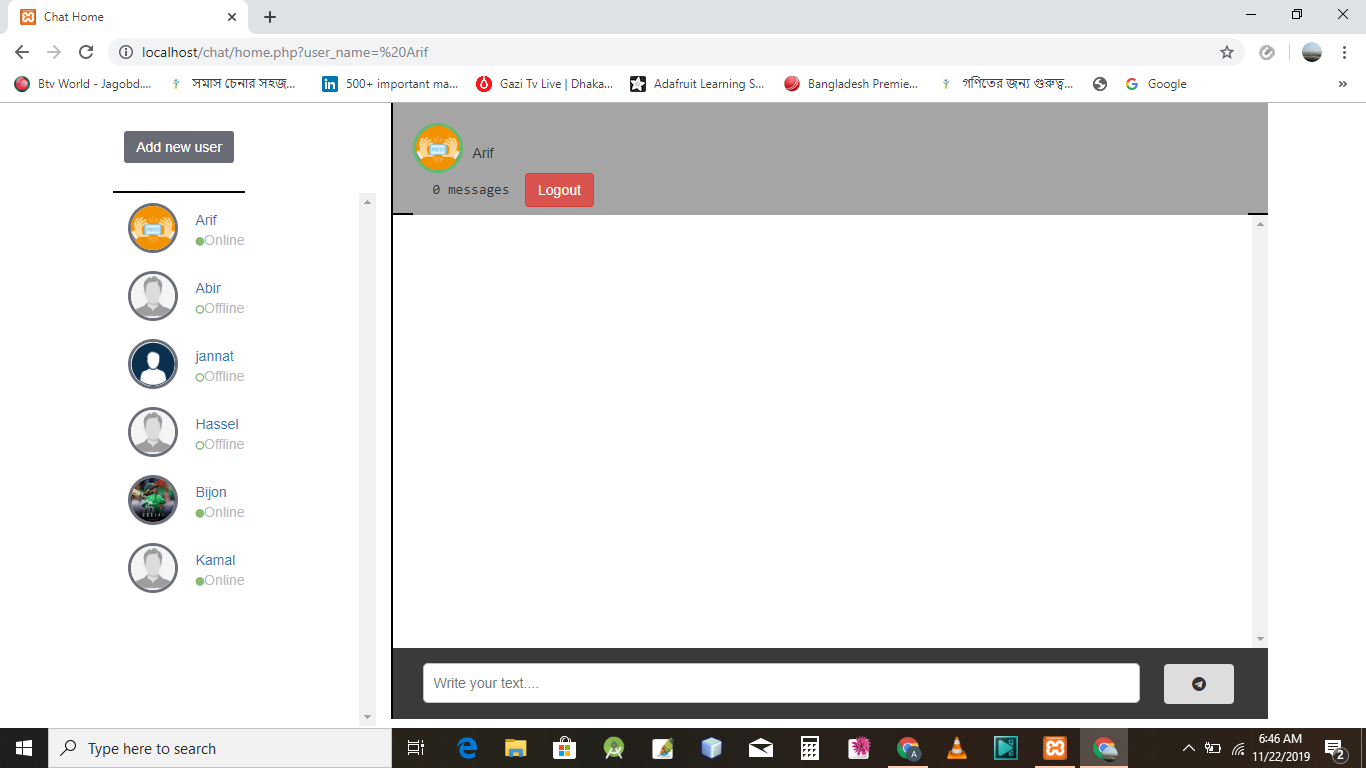 Chat Home
localhost/chat/home.php?user_name=%20Arif
Btv World - Jagobd.... সমাস চেনার সহজ... 500+ important ma... Gazi Tv Live | Dhaka... Adafruit Learning S... Bangladesh Premie... গণিতের জন্য গুরুত্ব... Google
Add new user
Arif
Online
Abir
Offline
jannat
Offline
Hassel
Offline
Bijon
Online
Kamal
Online
Arif
0 messages Logout
Write your text....
Type here to search
A
6:46 AM
11/22/2019
2